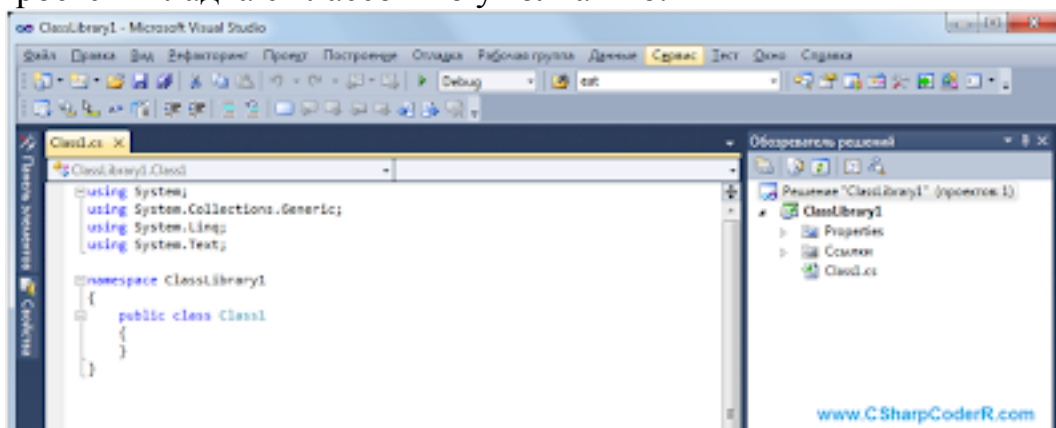 ClassLibrary1 - Microsoft Visual Studio
Файл Правка Вид Рефакторинг Проект Построение Отладка Рабочая группа Данные Сервис Тест Окно Справка
Debug
Class1.cs
Обозреватель решений
ClassLibrary1.Class1
Панель элементов
Свойства
using System;
using System.Collections.Generic;
using System.Linq;
using System.Text;
namespace ClassLibrary1
{
public class Class1
{
}
}
Решение "ClassLibrary1" (проектов: 1)
ClassLibrary1
Properties
Ссылки
Class1.cs
www.CSharpCoderR.com